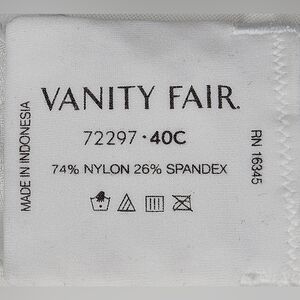 VANITY FAIR.
72297 · 40C
74% NYLON 26% SPANDEX
MADE IN INDONESIA
RN 16345